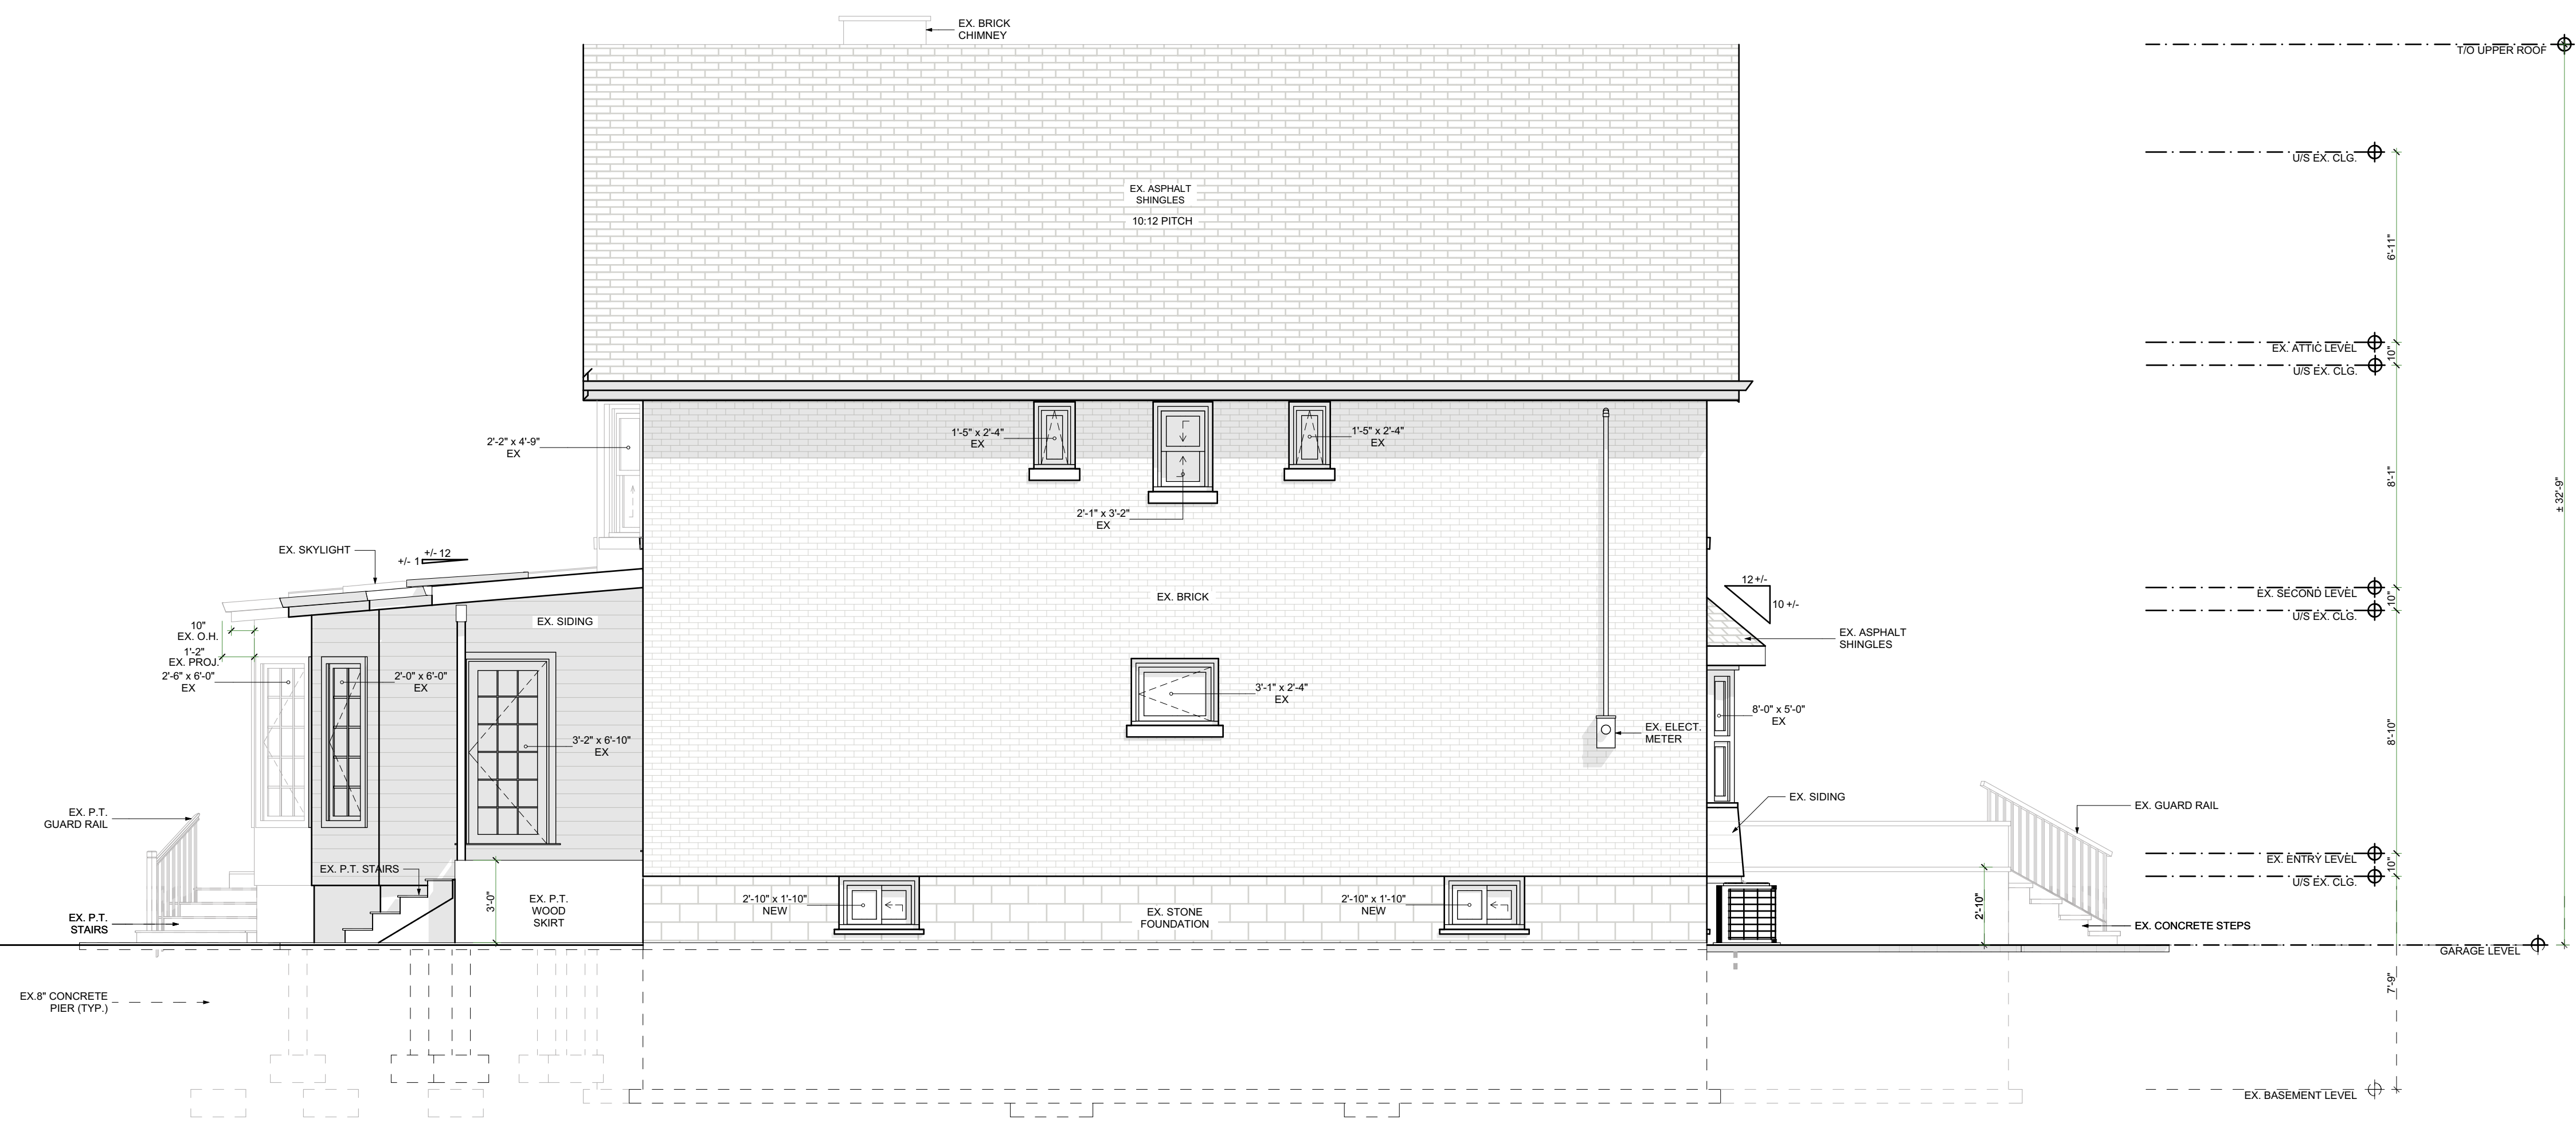 EX. BRICK
CHIMNEY
T/O UPPER ROOF
U/S EX. CLG.
EX. ASPHALT
SHINGLES
10:12 PITCH
6'-11"
EX. ATTIC LEVEL
10"
U/S EX. CLG.
2'-2" x 4'-9"
EX
1'-5" x 2'-4"
EX
1'-5" x 2'-4"
EX
2'-1" x 3'-2"
EX
8'-1"
± 32'-9"
EX. SKYLIGHT
+/- 12
+/- 1
EX. BRICK
12 +/-
10 +/-
EX. SECOND LEVEL
10"
U/S EX. CLG.
10"
EX. O.H.
EX. SIDING
EX. ASPHALT
SHINGLES
1'-2"
EX. PROJ.
2'-6" x 6'-0"
EX
2'-0" x 6'-0"
EX
3'-1" x 2'-4"
EX
8'-0" x 5'-0"
EX
3'-2" x 6'-10"
EX
EX. ELECT.
METER
8'-10"
EX. SIDING
EX. P.T.
GUARD RAIL
EX. GUARD RAIL
EX. P.T. STAIRS
EX. ENTRY LEVEL
10"
U/S EX. CLG.
3'-0"
EX. P.T.
WOOD
SKIRT
2'-10" x 1'-10"
NEW
EX. STONE
FOUNDATION
2'-10" x 1'-10"
NEW
2'-10"
EX. P.T.
STAIRS
EX. CONCRETE STEPS
GARAGE LEVEL
7'-9"
EX.8" CONCRETE
PIER (TYP.)
EX. BASEMENT LEVEL